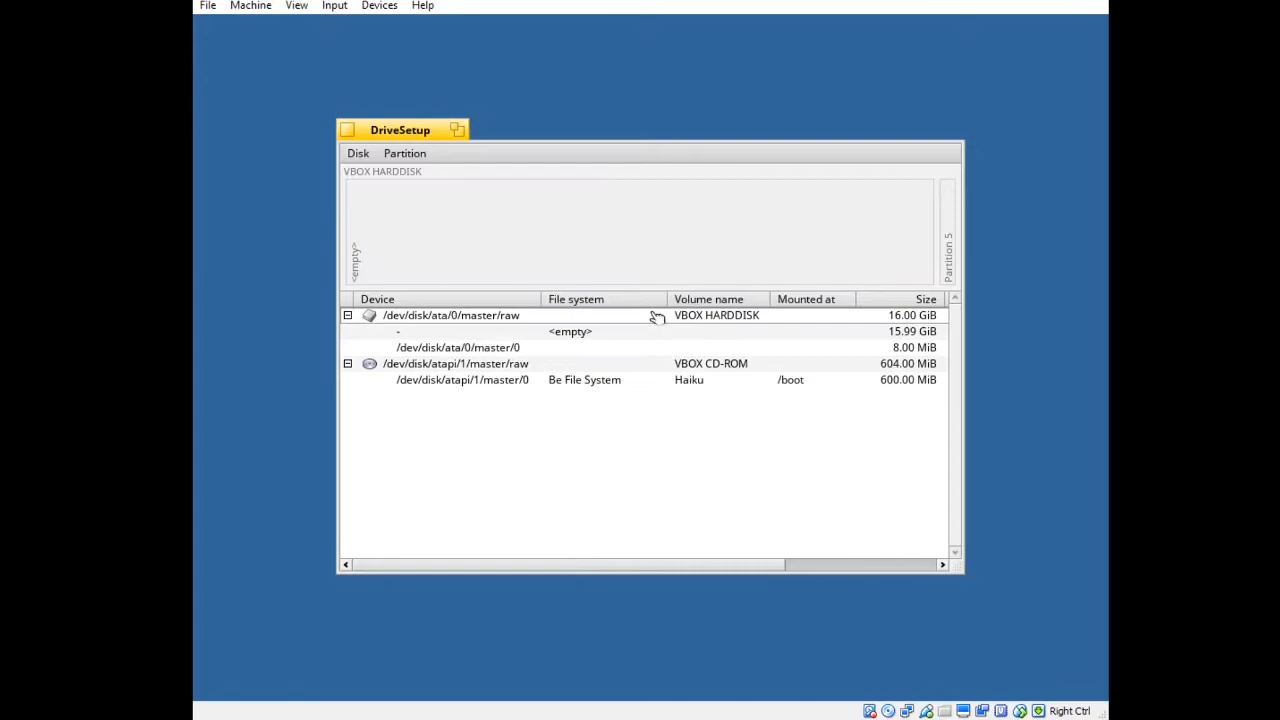 File Machine View Input Devices Help
DriveSetup
Disk Partition
VBOX HARDDISK
<empty>
Partition 5
Device File system Volume name Mounted at Size
/dev/disk/ata/0/master/raw VBOX HARDDISK 16.00 GiB
- <empty> 15.99 GiB
/dev/disk/ata/0/master/0 8.00 MiB
/dev/disk/atapi/1/master/raw VBOX CD-ROM 604.00 MiB
/dev/disk/atapi/1/master/0 Be File System Haiku /boot 600.00 MiB
Right Ctrl